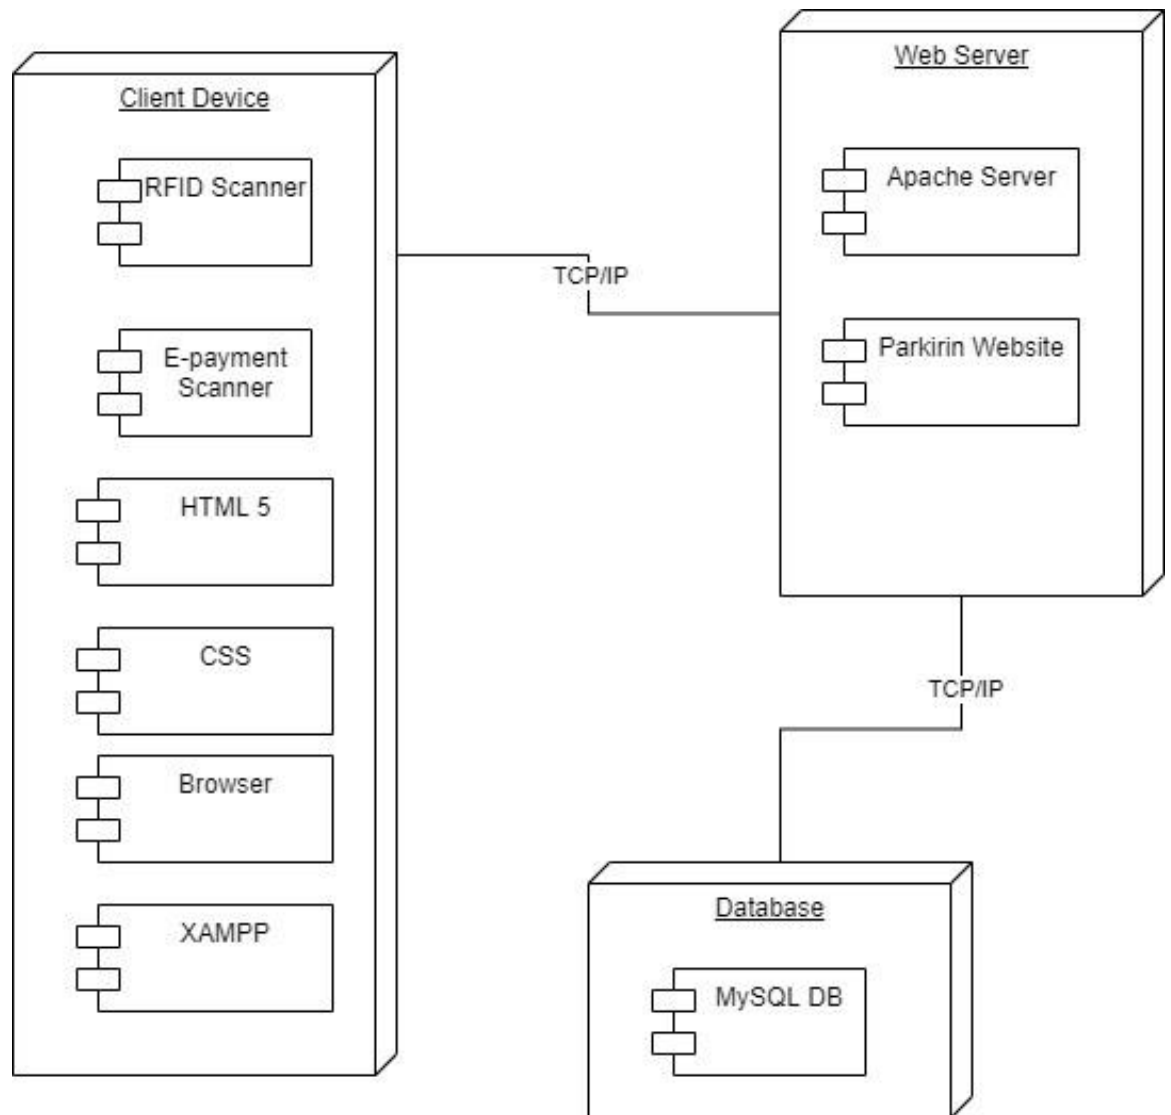 Client Device
RFID Scanner
E-payment
Scanner
HTML 5
CSS
Browser
XAMPP
TCP/IP
Web Server
Apache Server
Parkirin Website
TCP/IP
Database
MySQL DB